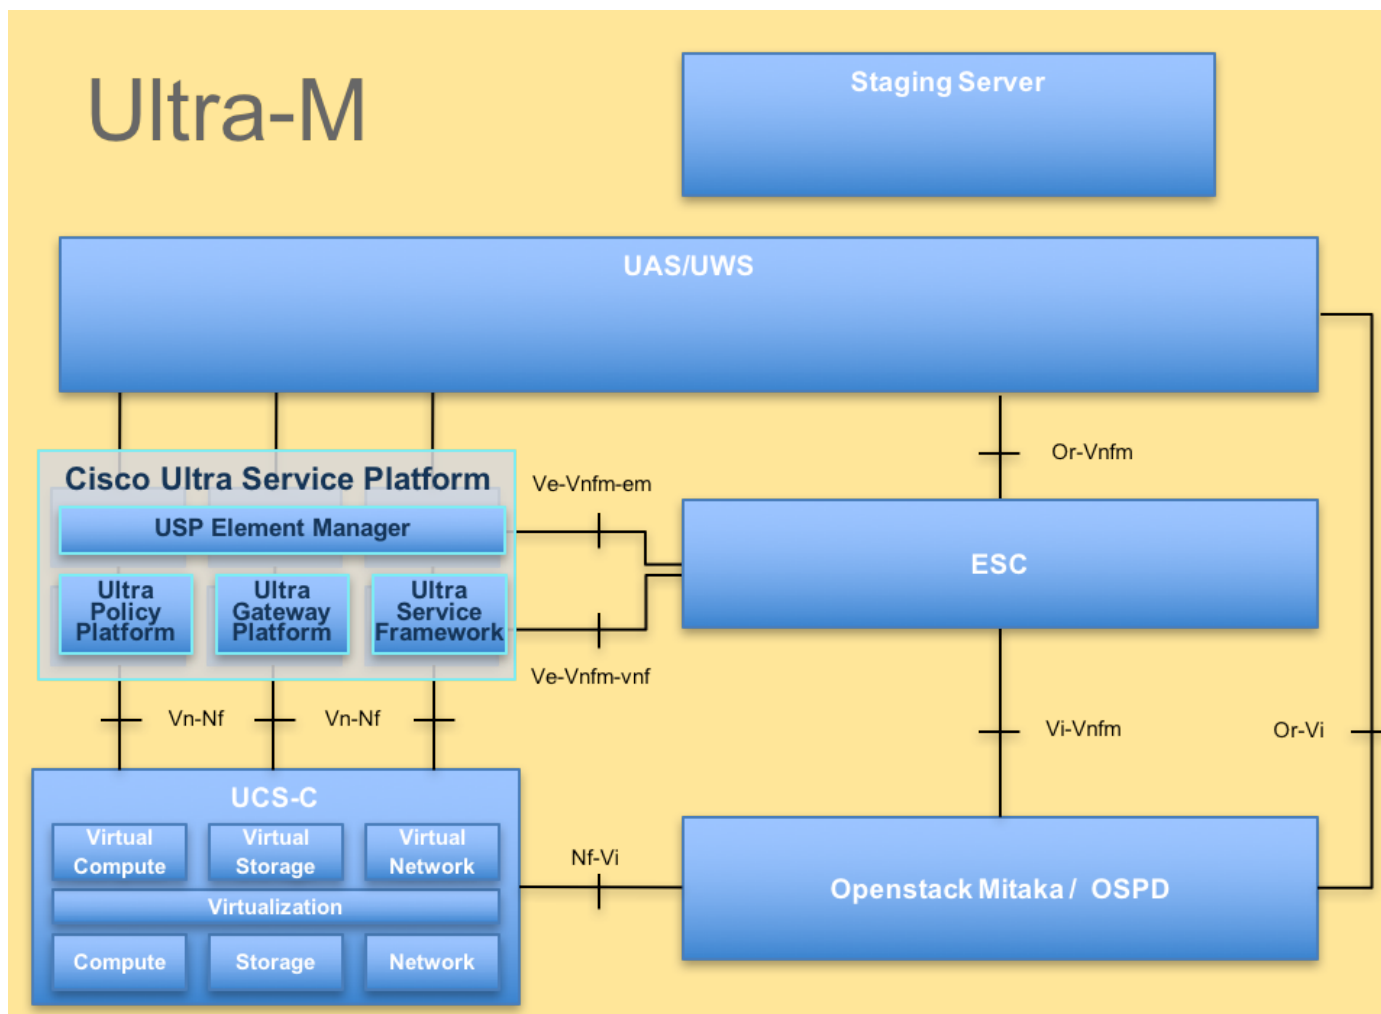 Ultra-M
Staging Server
UAS/UWS
Or-Vnfm
Cisco Ultra Service Platform
Ve-Vnfm-em
USP Element Manager
ESC
Ultra
Policy
Platform
Ultra
Gateway
Platform
Ultra
Service
Framework
Ve-Vnfm-vnf
Vn-Nf
Vn-Nf
Vi-Vnfm
Or-Vi
UCS-C
Virtual
Compute
Virtual
Storage
Virtual
Network
Nf-Vi
Openstack Mitaka / OSPD
Virtualization
Compute
Storage
Network